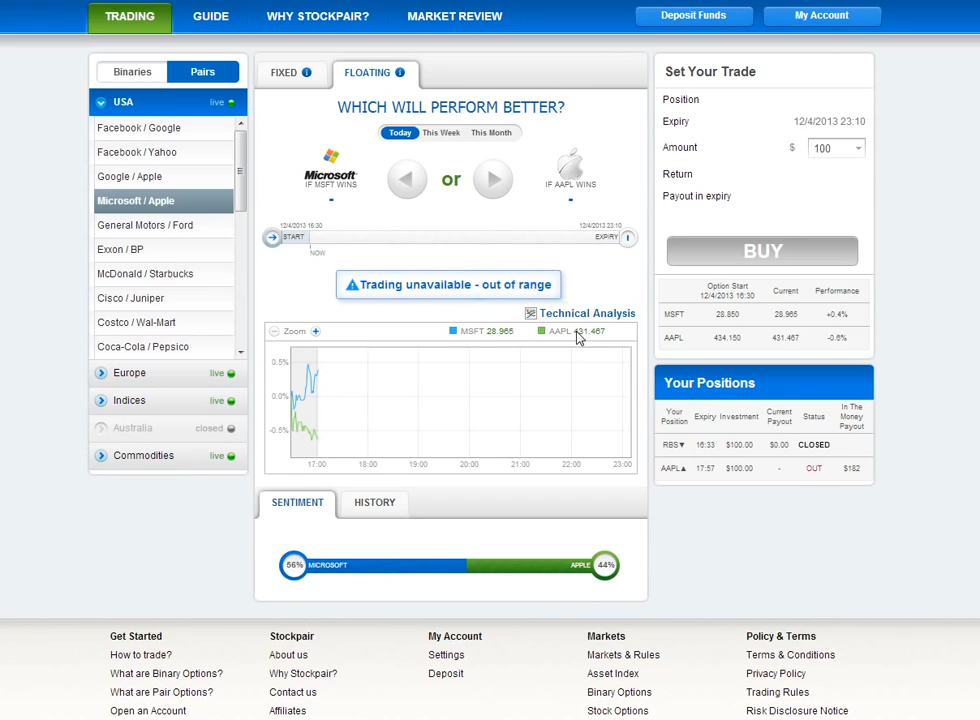 TRADING GUIDE WHY STOCKPAIR? MARKET REVIEW Deposit Funds My Account
Binaries Pairs
USA live
Facebook / Google
Facebook / Yahoo
Google / Apple
Microsoft / Apple
General Motors / Ford
Exxon / BP
McDonald / Starbucks
Cisco / Juniper
Costco / Wal-Mart
Coca-Cola / Pepsico
Europe live
Indices live
Australia closed
Commodities live
FIXED i FLOATING i
WHICH WILL PERFORM BETTER?
Today This Week This Month
Microsoft
IF MSFT WINS
-
or
IF AAPL WINS
-
12/4/2013 16:30 12/4/2013 23:10
START EXPIRY
NOW
Trading unavailable - out of range
Technical Analysis
Zoom MSFT 28.965 AAPL 431.467
0.5%
0.0%
-0.5%
17:00 18:00 19:00 20:00 21:00 22:00 23:00
SENTIMENT HISTORY
56% MICROSOFT APPLE 44%
Set Your Trade
Position
Expiry 12/4/2013 23:10
Amount $ 100
Return
Payout in expiry
BUY
Option Start 12/4/2013 16:30 Current Performance
MSFT 28.850 28.965 +0.4%
AAPL 434.150 431.467 -0.6%
Your Positions
Your Position Expiry Investment Current Payout Status In The Money Payout
RBS▼ 16:33 $100.00 $0.00 CLOSED
AAPL▲ 17:57 $100.00 - OUT $182
Get Started
How to trade?
What are Binary Options?
What are Pair Options?
Open an Account
Stockpair
About us
Why Stockpair?
Contact us
Affiliates
My Account
Settings
Deposit
Markets
Markets & Rules
Asset Index
Binary Options
Stock Options
Policy & Terms
Terms & Conditions
Privacy Policy
Trading Rules
Risk Disclosure Notice